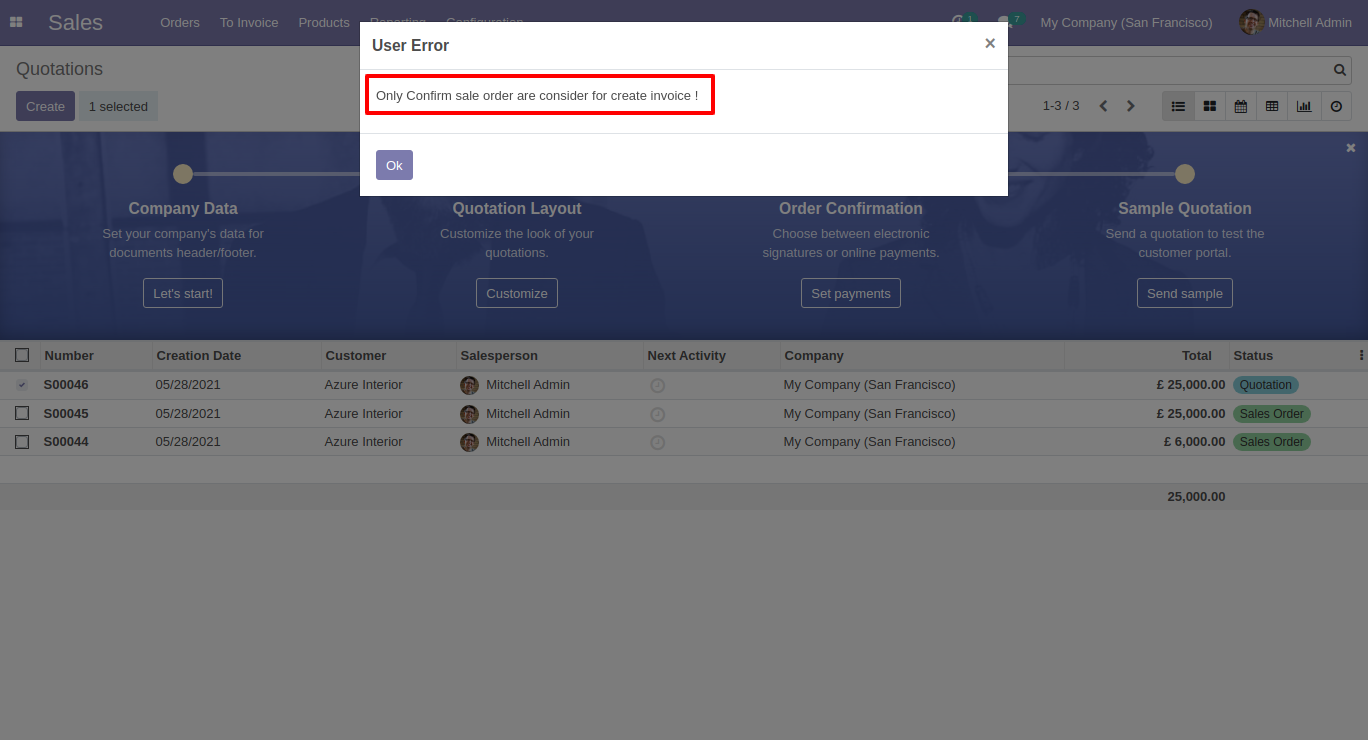 Sales Orders To Invoice Products Reporting Configuration 1 7 My Company (San Francisco) Mitchell Admin
User Error ×
Quotations
Only Confirm sale order are consider for create invoice !
Create 1 selected 1-3 / 3
Ok
Company Data Quotation Layout Order Confirmation Sample Quotation
Set your company's data for Customize the look of your Choose between electronic Send a quotation to test the
documents header/footer. quotations. signatures or online payments. customer portal.
Let's start! Customize Set payments Send sample
Number Creation Date Customer Salesperson Next Activity Company Total Status
S00046 05/28/2021 Azure Interior Mitchell Admin My Company (San Francisco) £ 25,000.00 Quotation
S00045 05/28/2021 Azure Interior Mitchell Admin My Company (San Francisco) £ 25,000.00 Sales Order
S00044 05/28/2021 Azure Interior Mitchell Admin My Company (San Francisco) £ 6,000.00 Sales Order
25,000.00